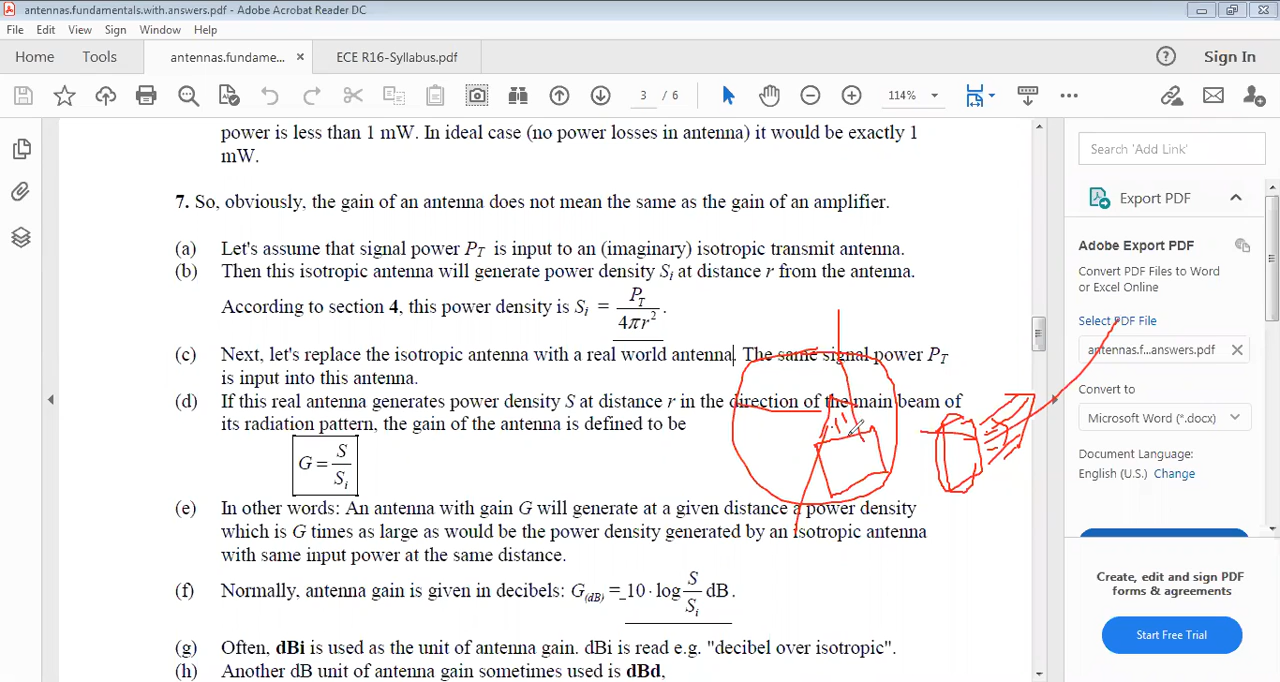 antennas.fundamentals.with.answers.pdf - Adobe Acrobat Reader DC
File Edit View Sign Window Help
Home Tools antennas.fundame... × ECE R16-Syllabus.pdf Sign In
3 / 6 114%
power is less than 1 mW. In ideal case (no power losses in antenna) it would be exactly 1
mW.
7. So, obviously, the gain of an antenna does not mean the same as the gain of an amplifier.
(a) Let's assume that signal power P_T is input to an (imaginary) isotropic transmit antenna.
(b) Then this isotropic antenna will generate power density S_i at distance r from the antenna.
According to section 4, this power density is S_i = P_T / 4πr².
(c) Next, let's replace the isotropic antenna with a real world antenna. The same signal power P_T
is input into this antenna.
(d) If this real antenna generates power density S at distance r in the direction of the main beam of
its radiation pattern, the gain of the antenna is defined to be
G = S / S_i
(e) In other words: An antenna with gain G will generate at a given distance a power density
which is G times as large as would be the power density generated by an isotropic antenna
with same input power at the same distance.
(f) Normally, antenna gain is given in decibels: G_(dB) = 10 · log S / S_i dB.
(g) Often, dBi is used as the unit of antenna gain. dBi is read e.g. "decibel over isotropic".
(h) Another dB unit of antenna gain sometimes used is dBd,
Search 'Add Link'
Export PDF
Adobe Export PDF
Convert PDF Files to Word
or Excel Online
Select PDF File
antennas.f...answers.pdf ×
Convert to
Microsoft Word (*.docx)
Document Language:
English (U.S.) Change
Create, edit and sign PDF
forms & agreements
Start Free Trial